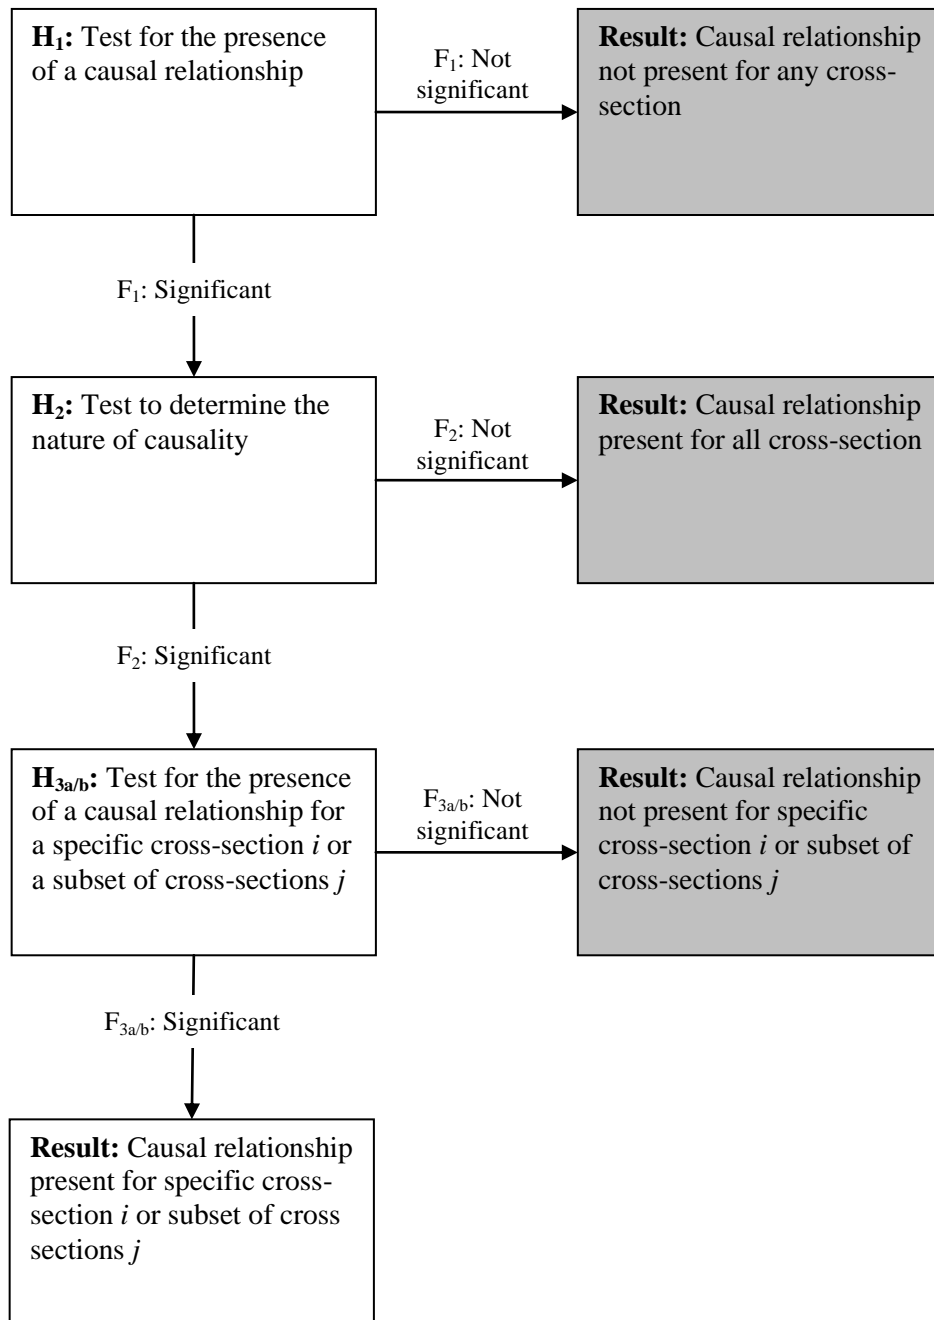 H1: Test for the presence
of a causal relationship
F1: Not
significant
Result: Causal relationship
not present for any cross-
section
F1: Significant
H2: Test to determine the
nature of causality
F2: Not
significant
Result: Causal relationship
present for all cross-section
F2: Significant
H3a/b: Test for the presence
of a causal relationship for
a specific cross-section i or
a subset of cross-sections j
F3a/b: Not
significant
Result: Causal relationship
not present for specific
cross-section i or subset of
cross-sections j
F3a/b: Significant
Result: Causal relationship
present for specific cross-
section i or subset of cross
sections j